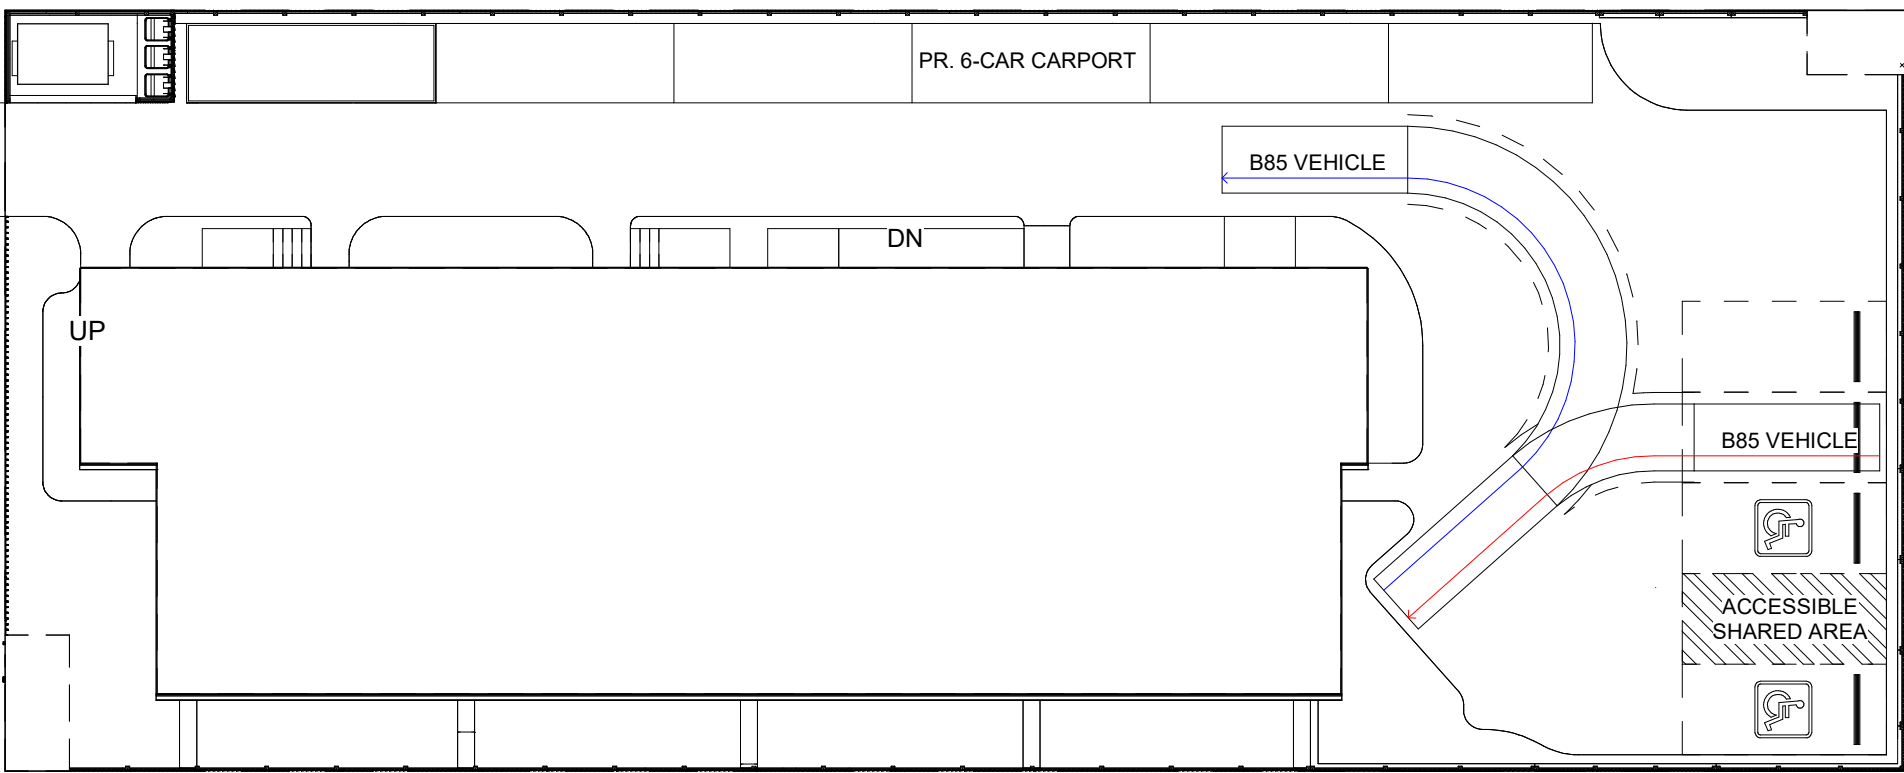 PR. 6-CAR CARPORT
B85 VEHICLE
DN
UP
B85 VEHICLE
ACCESSIBLE
SHARED AREA